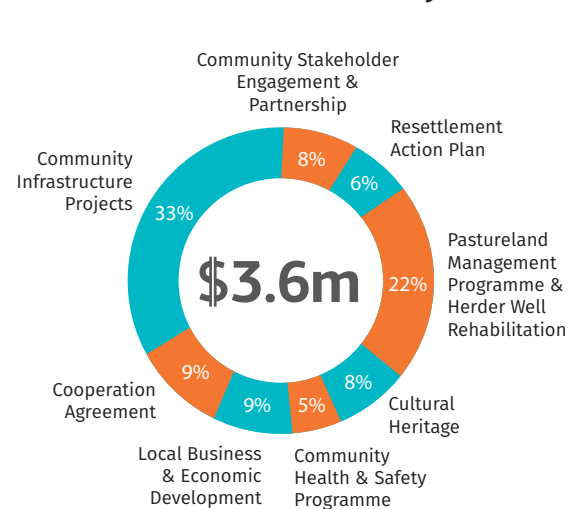 Community Stakeholder
Engagement &
Partnership
8%
Resettlement
Action Plan
6%
Pastureland
Management
Programme &
Herder Well
Rehabilitation
22%
Cultural
Heritage
8%
Community
Health & Safety
Programme
5%
Local Business
& Economic
Development
9%
Cooperation
Agreement
9%
Community
Infrastructure
Projects
33%
$3.6m